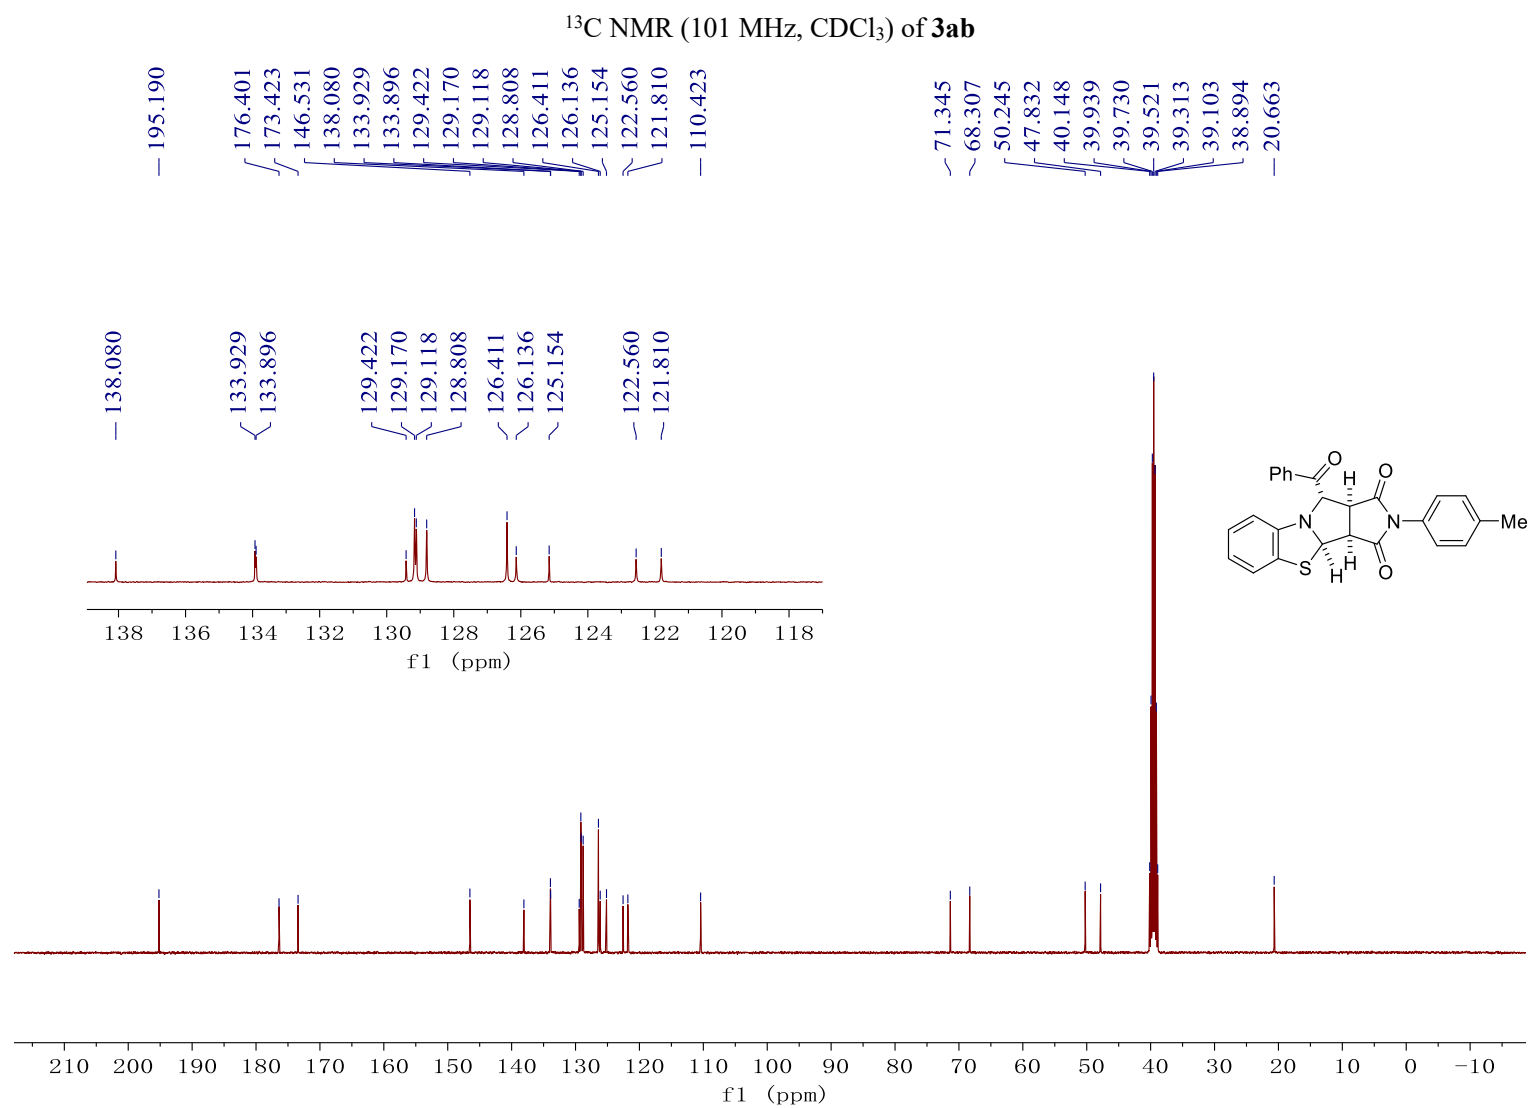 ¹³C NMR (101 MHz, CDCl₃) of 3ab
195.190
176.401
173.423
146.531
138.080
133.929
133.896
129.422
129.170
129.118
128.808
126.411
126.136
125.154
122.560
121.810
110.423
71.345
68.307
50.245
47.832
40.148
39.939
39.730
39.521
39.313
39.103
38.894
20.663
138.080
133.929
133.896
129.422
129.170
129.118
128.808
126.411
126.136
125.154
122.560
121.810
138 136 134 132 130 128 126 124 122 120 118
f1 (ppm)
Ph
O
H
O
N
N
Me
S
H
H
O
210 200 190 180 170 160 150 140 130 120 110 100 90 80 70 60 50 40 30 20 10 0 -10
f1 (ppm)